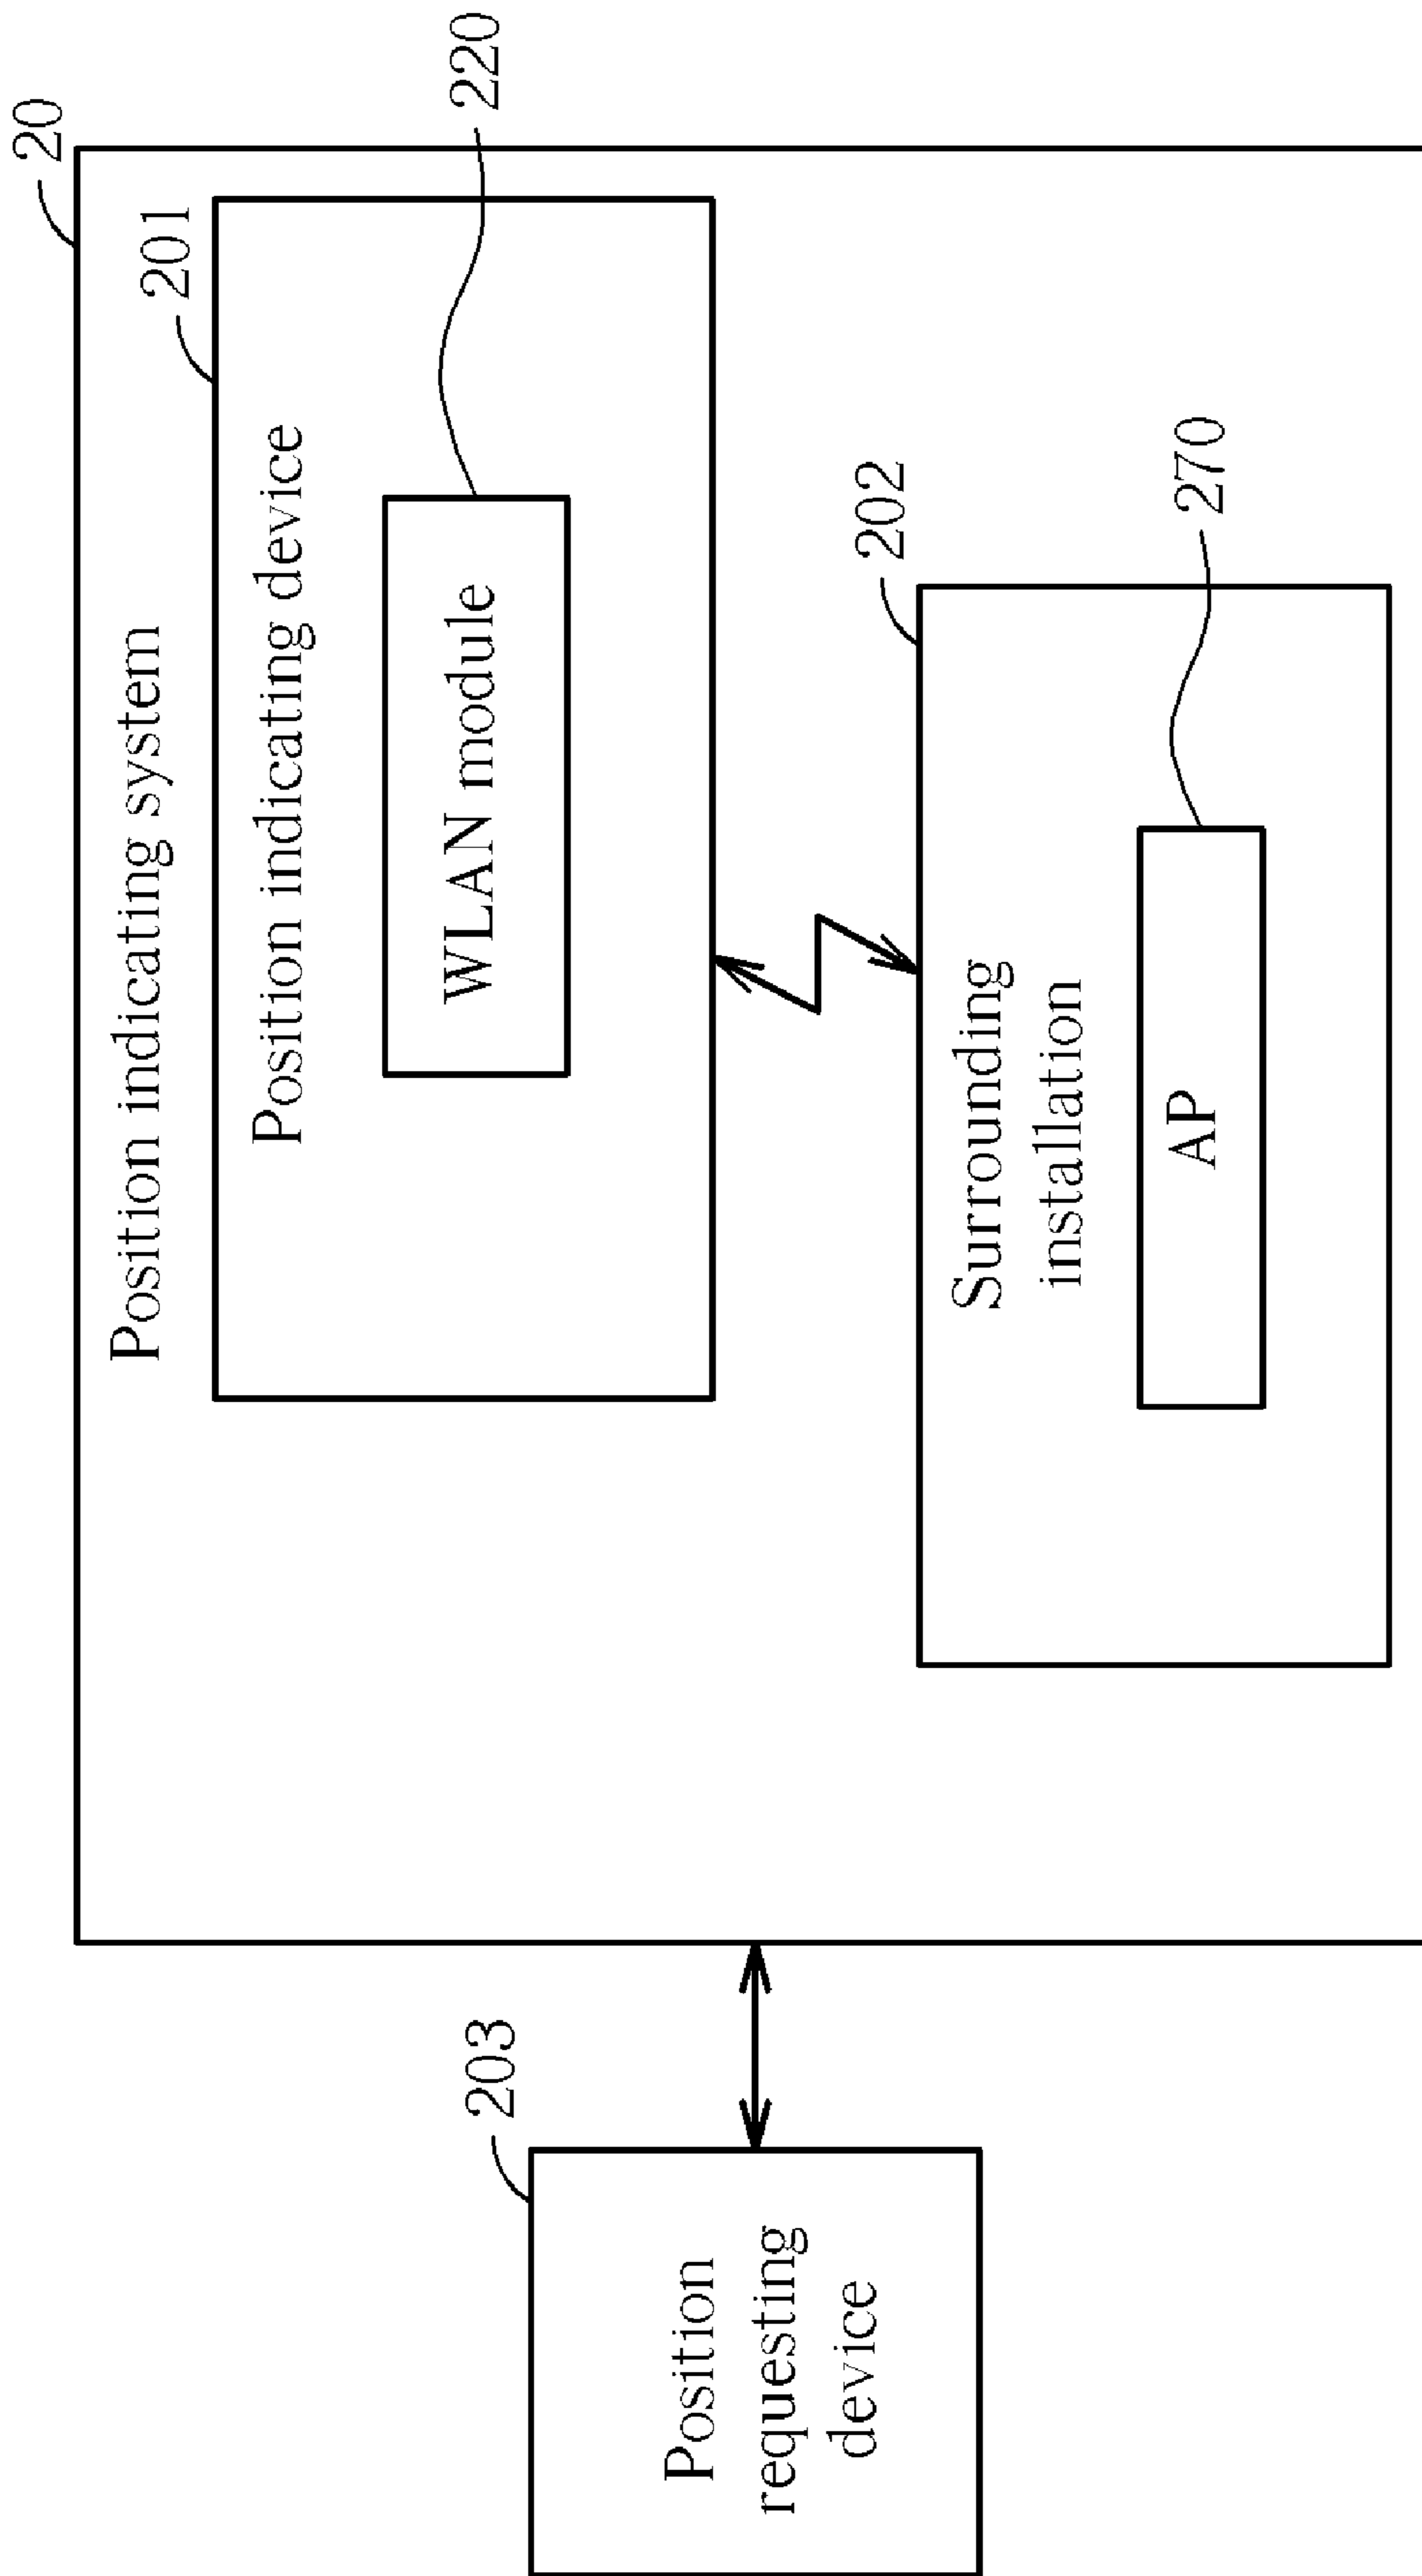 20
Position indicating system
201
Position indicating device
220
WLAN module
202
Surrounding
installation
270
AP
203
Position
requesting
device